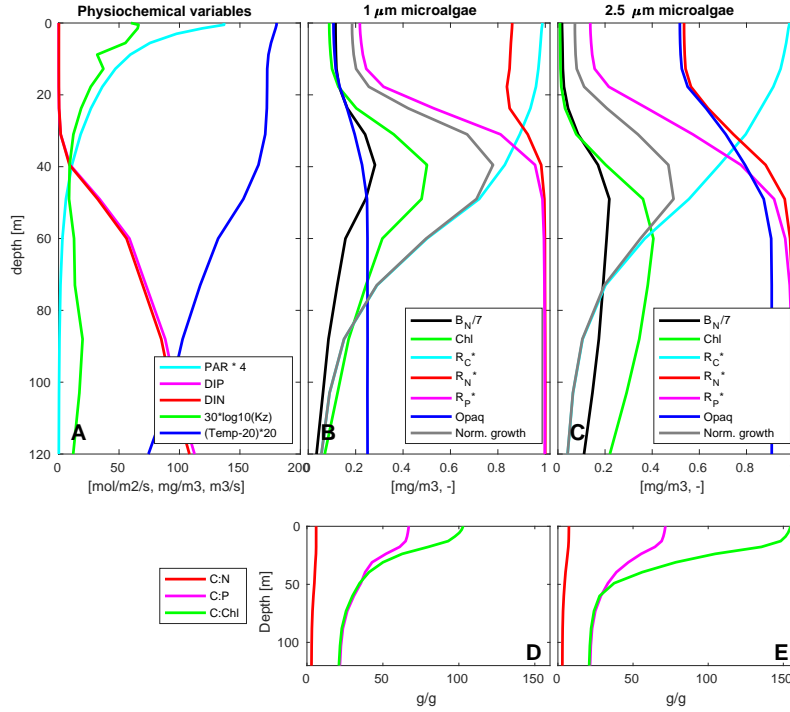 Physiochemical variables
1 μm microalgae
2.5 μm microalgae
0
20
40
60
80
100
120
depth [m]
PAR * 4
DIP
DIN
30*log10(Kz)
(Temp-20)*20
A
0 50 100 150 200
[mol/m2/s, mg/m3, m3/s]
B_N/7
Chl
R_C*
R_N*
R_P*
Opaq
Norm. growth
B
0 0.2 0.4 0.6 0.8 1
[mg/m3, -]
B_N/7
Chl
R_C*
R_N*
R_P*
Opaq
Norm. growth
C
0 0.2 0.4 0.6 0.8
[mg/m3, -]
C:N
C:P
C:Chl
0
50
100
Depth [m]
D
0 50 100 150
g/g
E
0 50 100 150
g/g